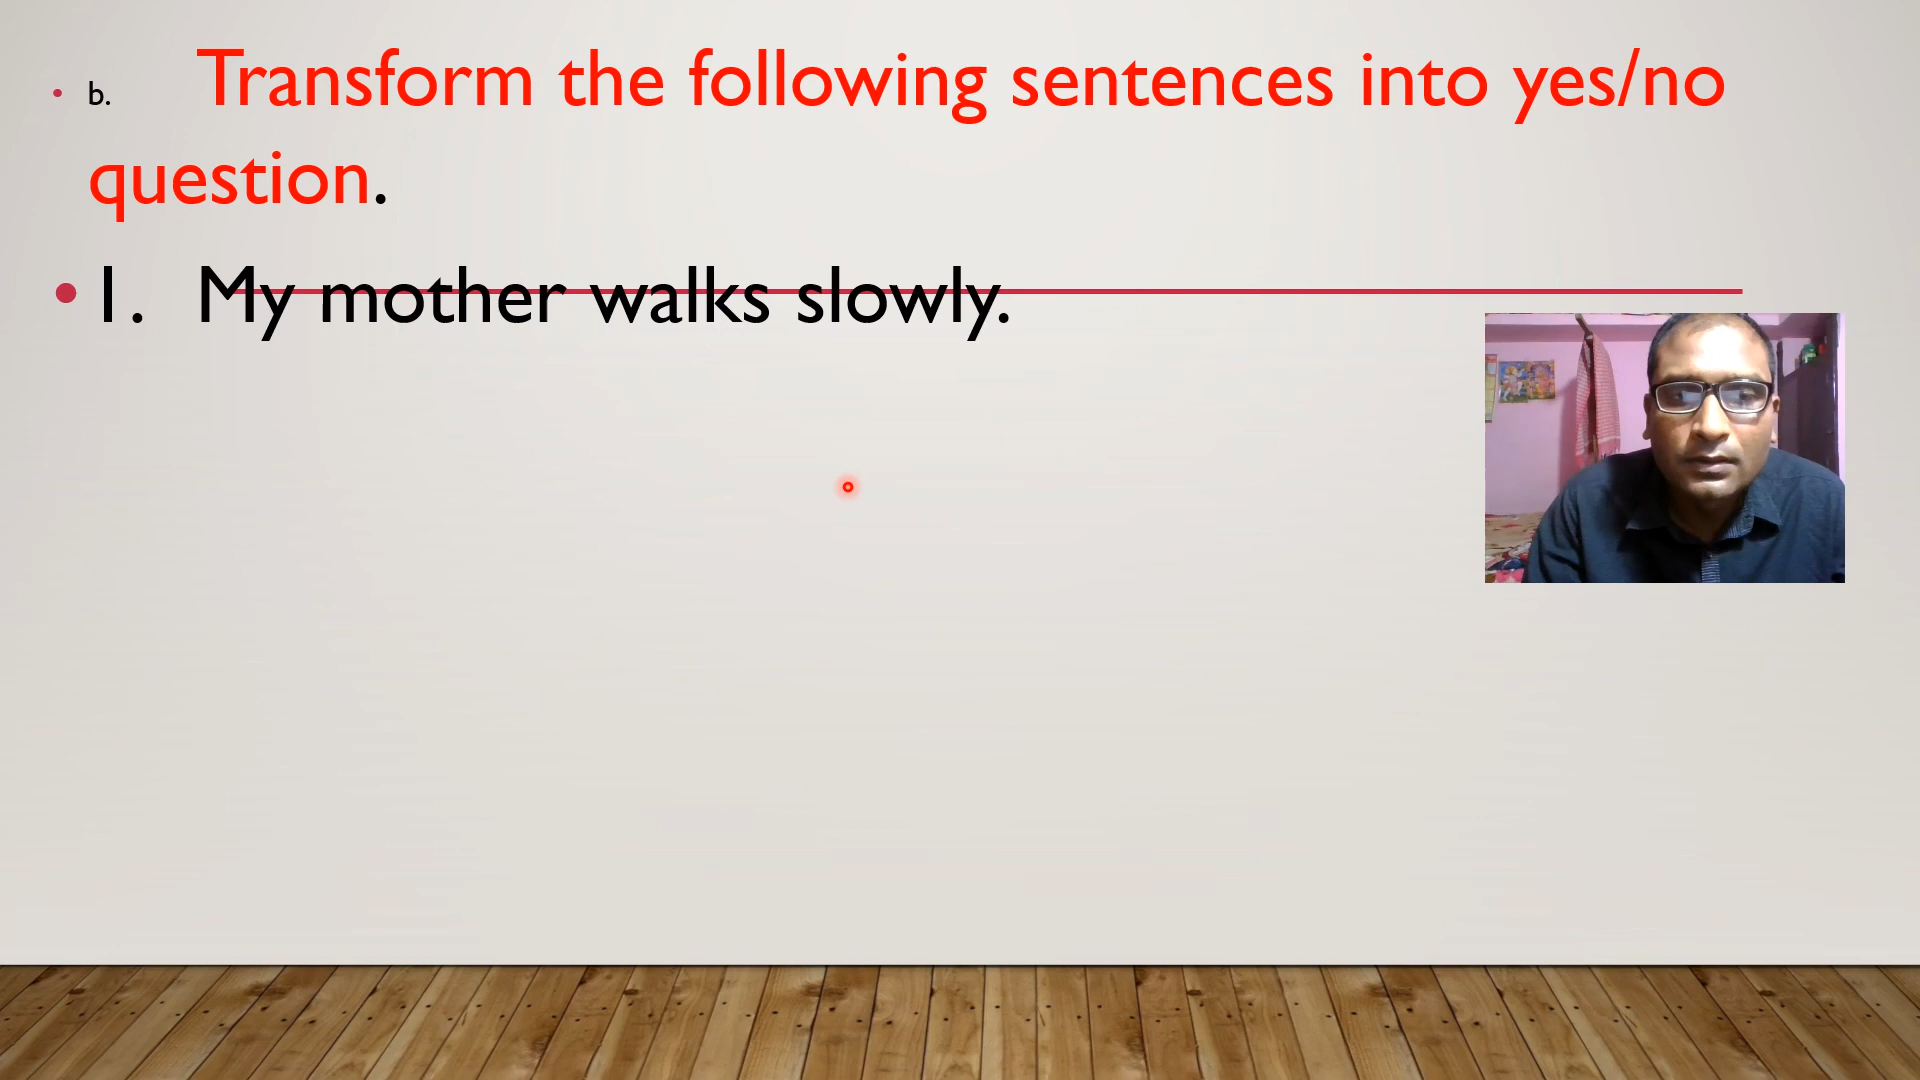 b. Transform the following sentences into yes/no
question.
1. My mother walks slowly.